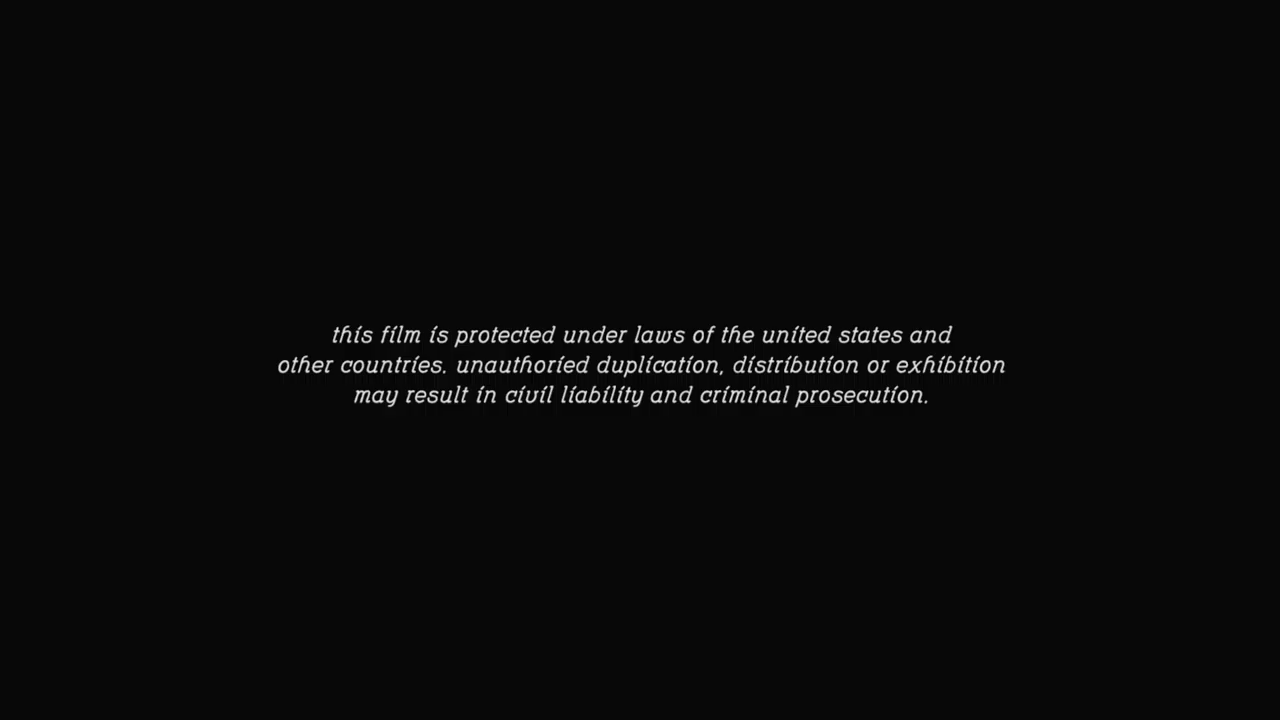 this film is protected under laws of the united states and
other countries. unauthoried duplication, distribution or exhibition
may result in civil liability and criminal prosecution.